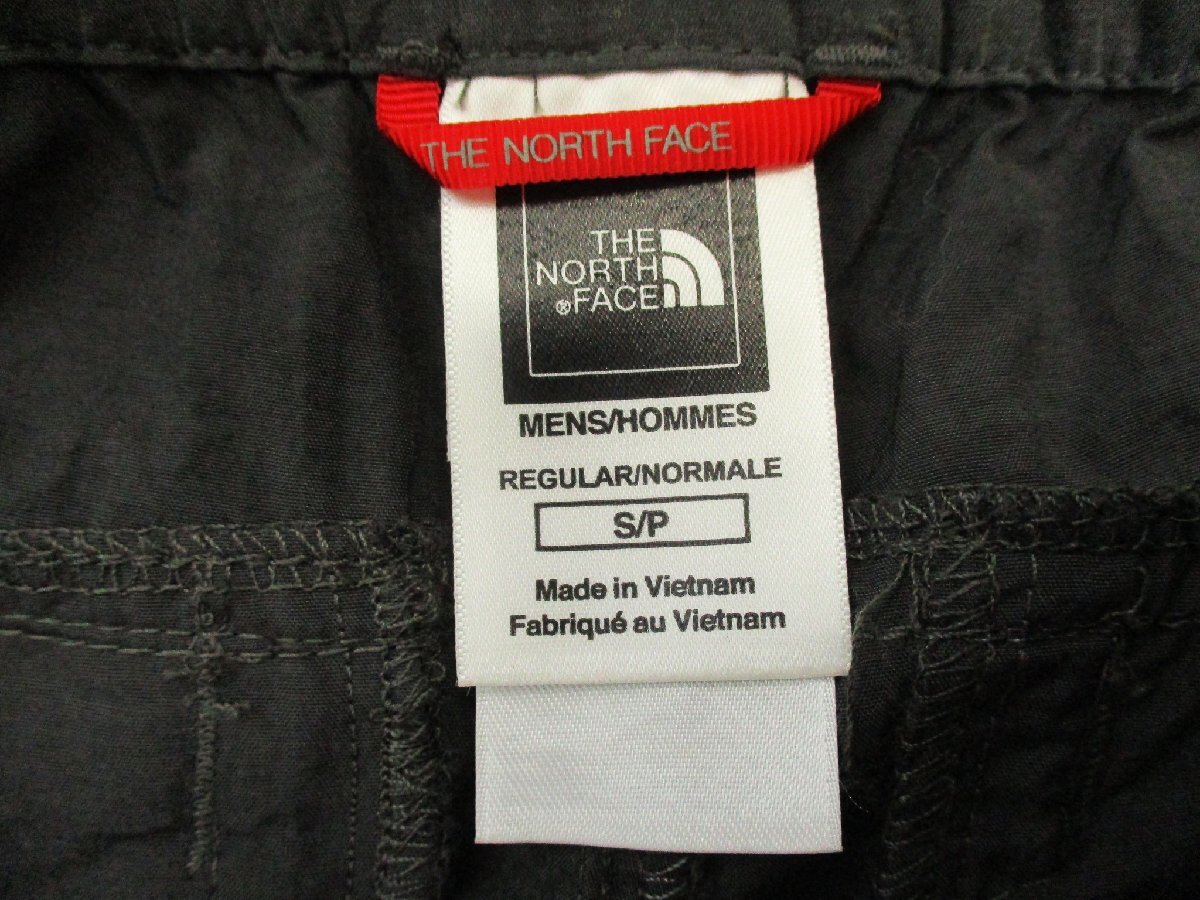 THE NORTH FACE
THE
NORTH
®FACE
MENS/HOMMES
REGULAR/NORMALE
S/P
Made in Vietnam
Fabriqué au Vietnam